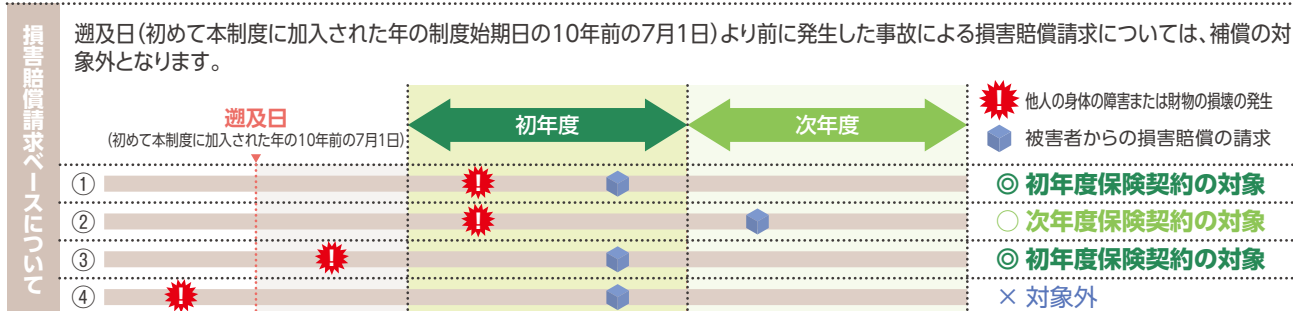 損害賠償請求ベースについて
遡及日(初めて本制度に加入された年の制度始期日の10年前の7月1日)より前に発生した事故による損害賠償請求については、補償の対
象外となります。
遡及日
(初めて本制度に加入された年の10年前の7月1日)
初年度
次年度
! 他人の身体の障害または財物の損壊の発生
被害者からの損害賠償の請求
① ! ◎ 初年度保険契約の対象
② ! ○ 次年度保険契約の対象
③ ! ◎ 初年度保険契約の対象
④ ! × 対象外